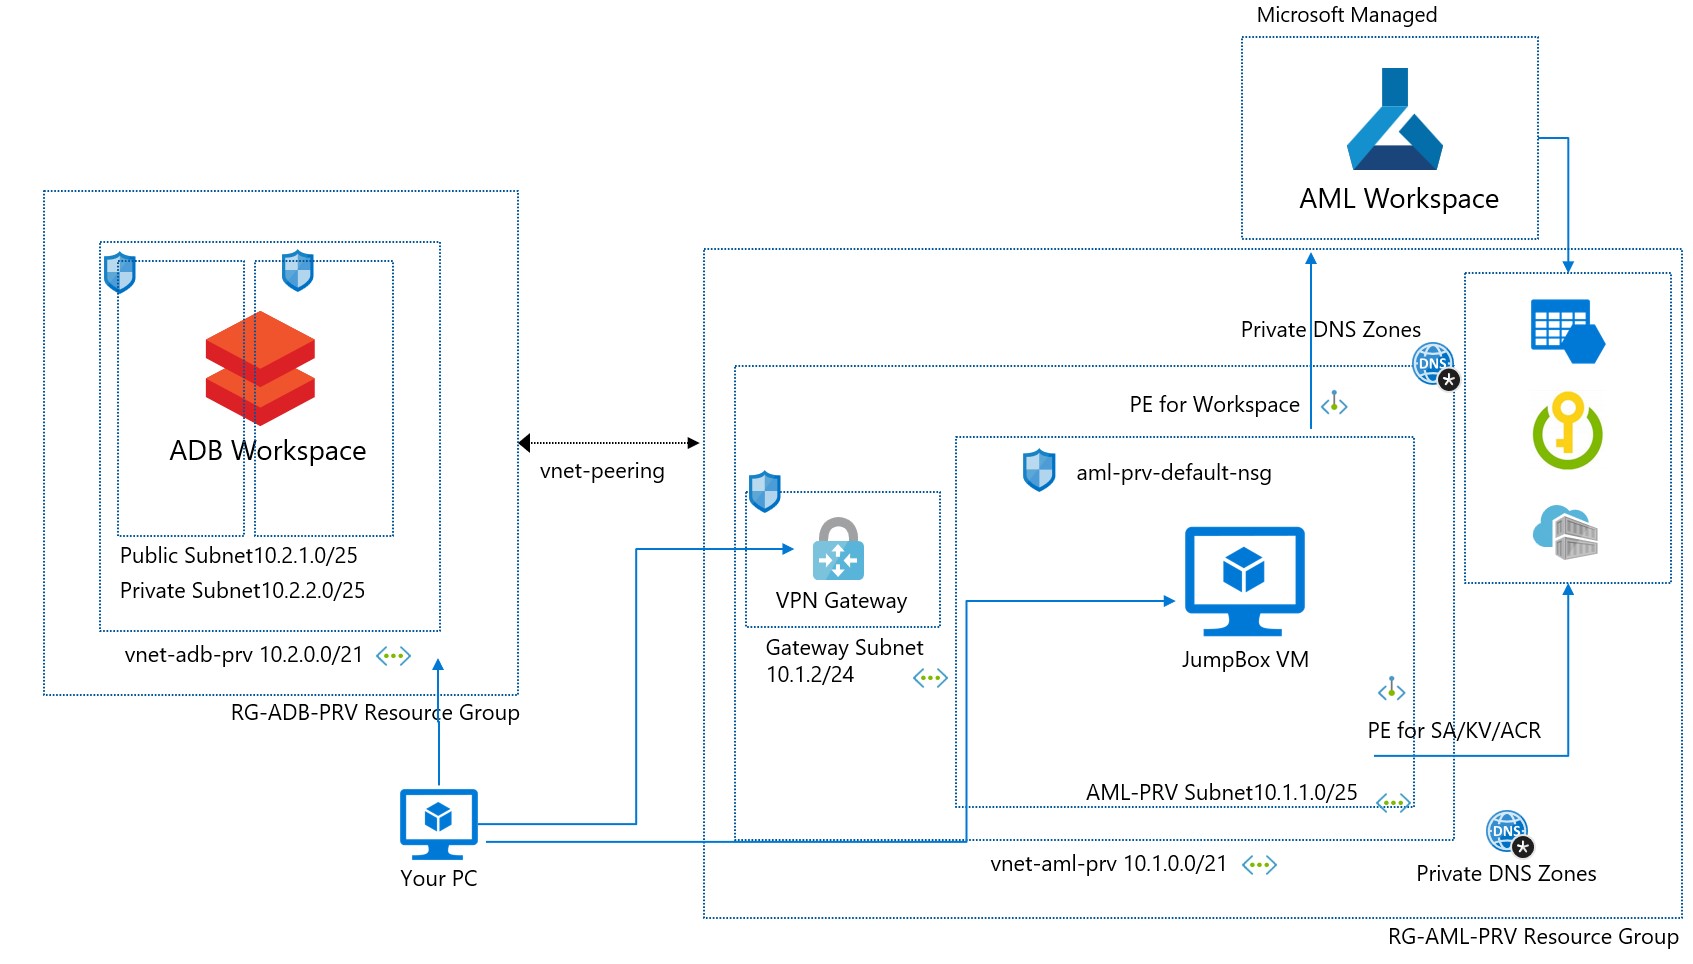 Microsoft Managed
AML Workspace
Private DNS Zones
DNS
*
PE for Workspace
ADB Workspace
vnet-peering
aml-prv-default-nsg
Public Subnet10.2.1.0/25
Private Subnet10.2.2.0/25
VPN Gateway
vnet-adb-prv 10.2.0.0/21
Gateway Subnet
10.1.2/24
JumpBox VM
RG-ADB-PRV Resource Group
PE for SA/KV/ACR
AML-PRV Subnet10.1.1.0/25
DNS
*
vnet-aml-prv 10.1.0.0/21
Private DNS Zones
Your PC
RG-AML-PRV Resource Group